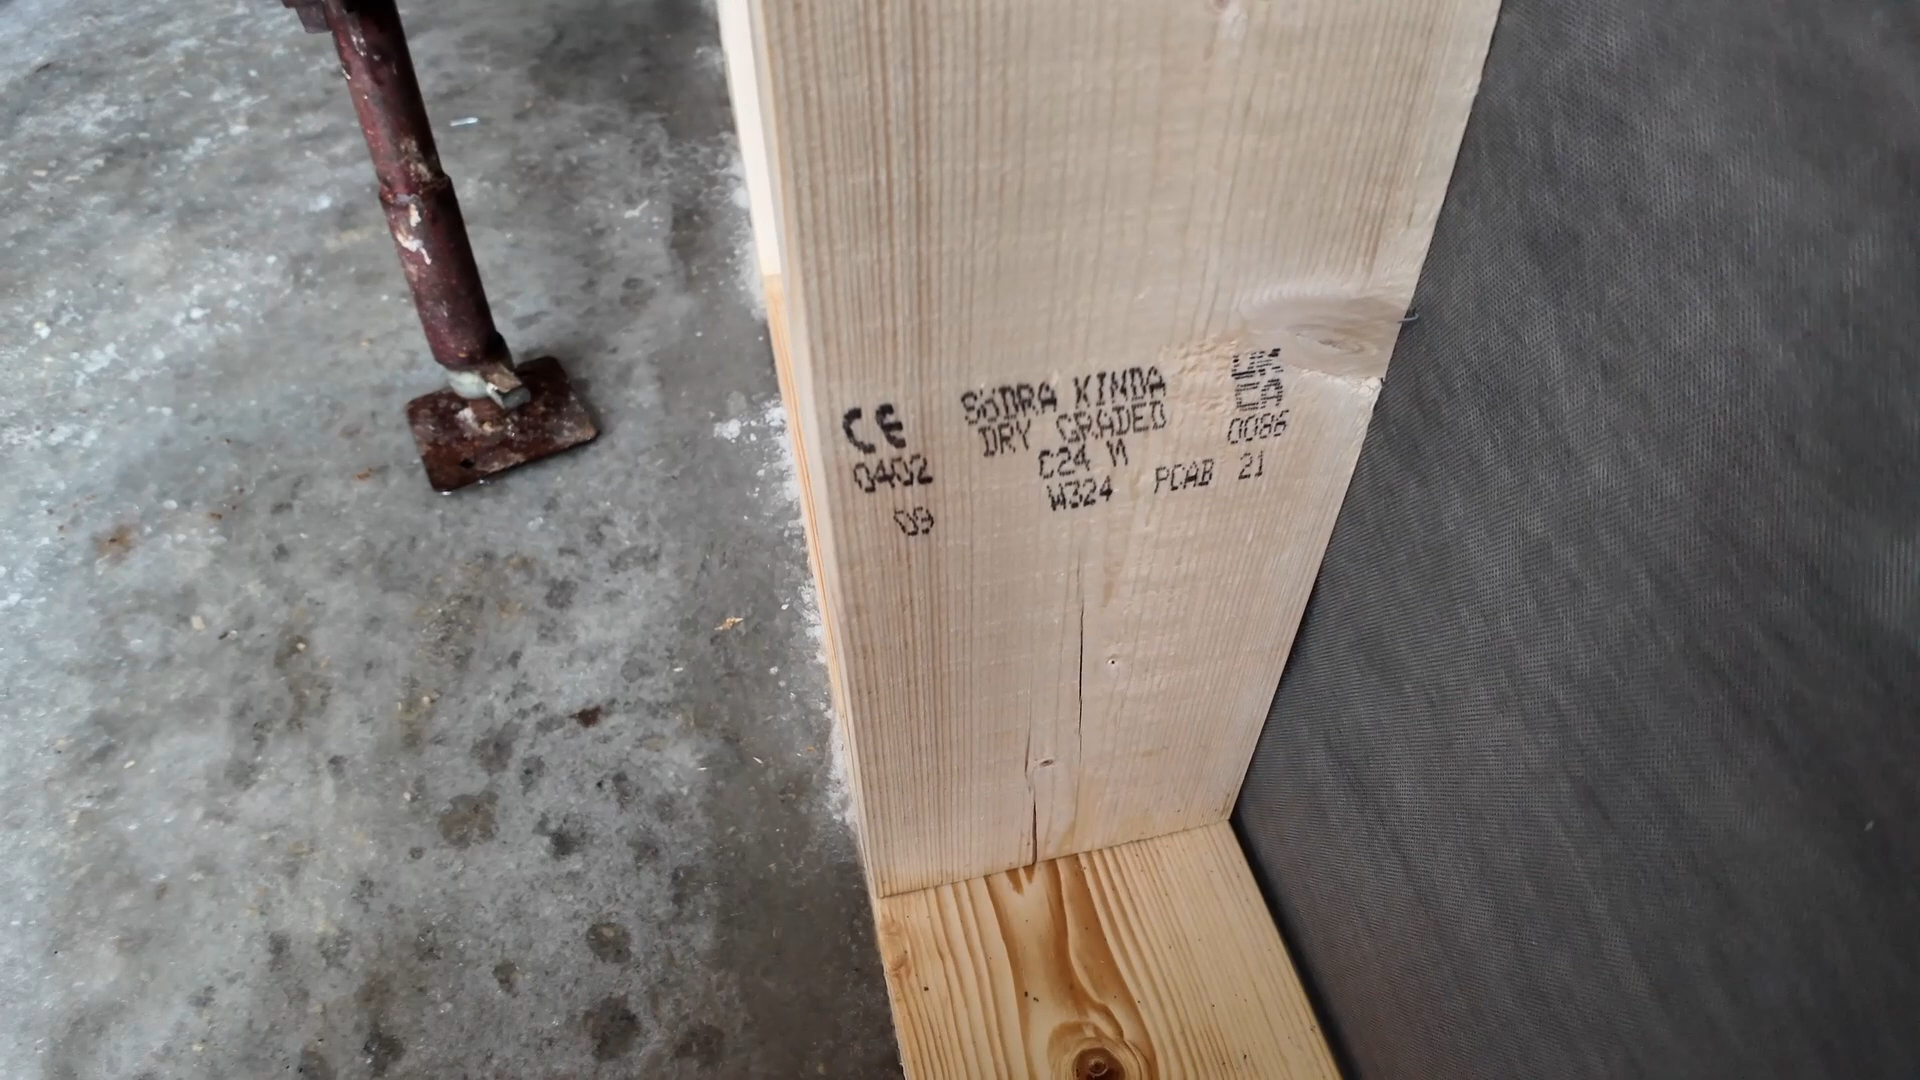 CE
0402
09
SÖDRA KINDA
DRY GRADED
C24 M
W324
PCAB 21
UK
CA
0086